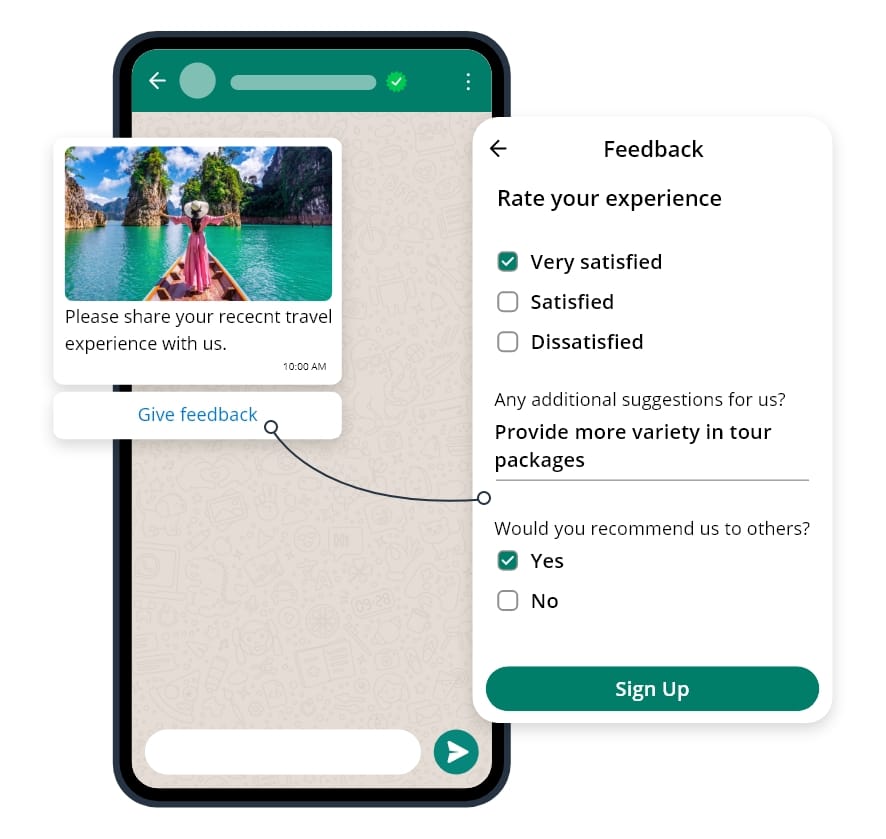 Please share your rececnt travel
experience with us.
10:00 AM
Give feedback
Feedback
Rate your experience
Very satisfied
Satisfied
Dissatisfied
Any additional suggestions for us?
Provide more variety in tour
packages
Would you recommend us to others?
Yes
No
Sign Up
09:28